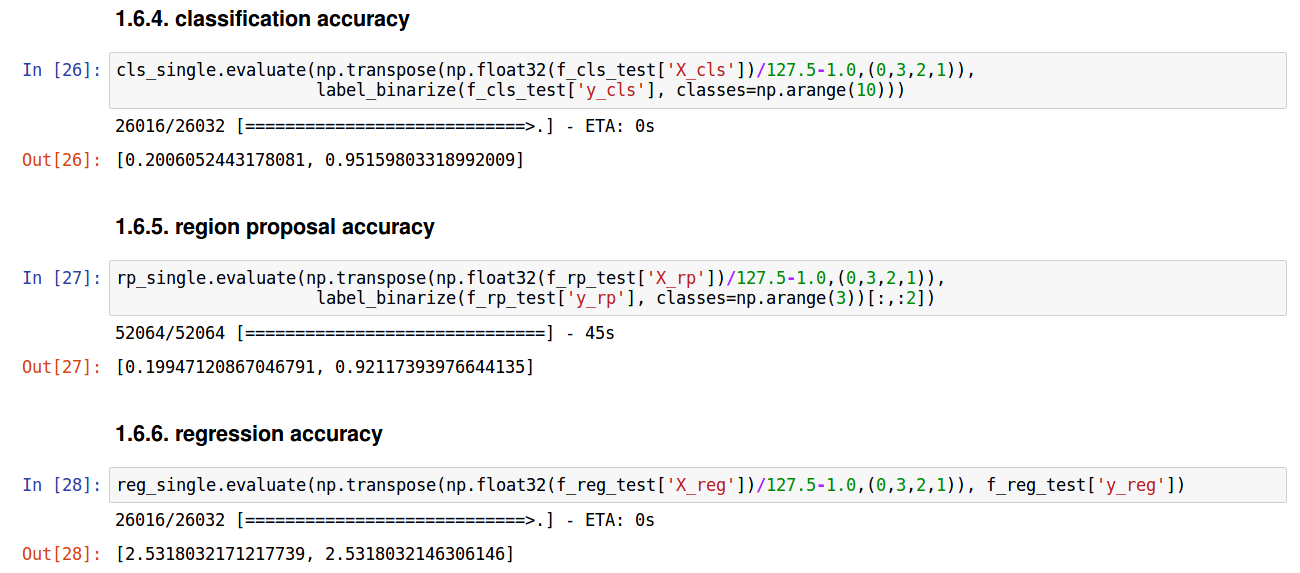 1.6.4. classification accuracy
In [26]: cls_single.evaluate(np.transpose(np.float32(f_cls_test['X_cls'])/127.5-1.0,(0,3,2,1)),
label_binarize(f_cls_test['y_cls'], classes=np.arange(10)))
26016/26032 [============================>.] - ETA: 0s
Out[26]: [0.2006052443178081, 0.95159803318992009]
1.6.5. region proposal accuracy
In [27]: rp_single.evaluate(np.transpose(np.float32(f_rp_test['X_rp'])/127.5-1.0,(0,3,2,1)),
label_binarize(f_rp_test['y_rp'], classes=np.arange(3))[:,:2])
52064/52064 [==============================] - 45s
Out[27]: [0.19947120867046791, 0.92117393976644135]
1.6.6. regression accuracy
In [28]: reg_single.evaluate(np.transpose(np.float32(f_reg_test['X_reg'])/127.5-1.0,(0,3,2,1)), f_reg_test['y_reg'])
26016/26032 [============================>.] - ETA: 0s
Out[28]: [2.5318032171217739, 2.5318032146306146]